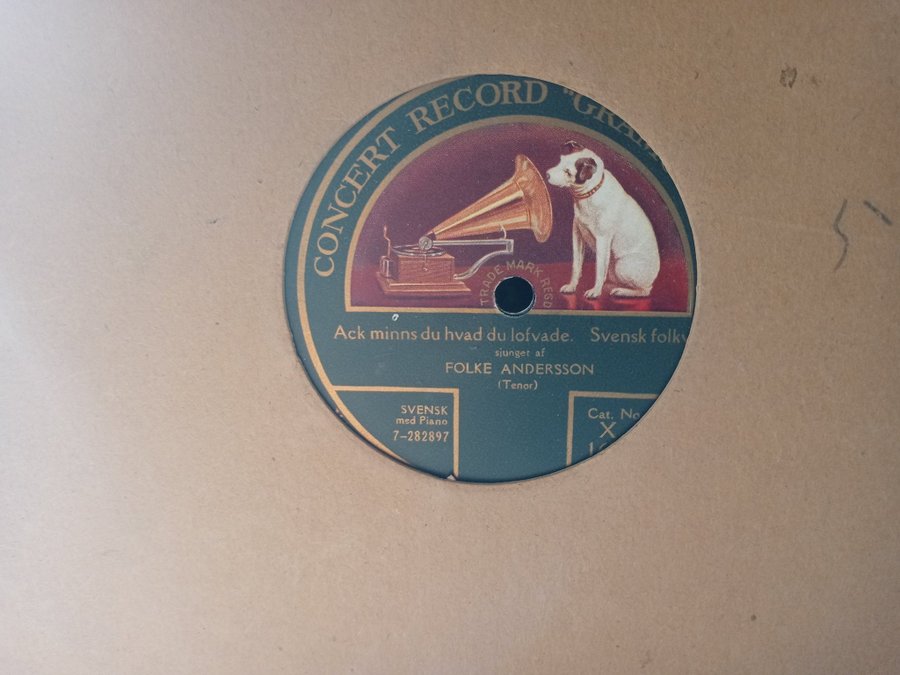 CONCERT RECORD "GRAM
TRADE-MARK REGD
Ack minns du hvad du lofvade. Svensk folkv
sjunget af
FOLKE ANDERSSON
(Tenor)
SVENSK
med Piano
7-282897
Cat. No
X